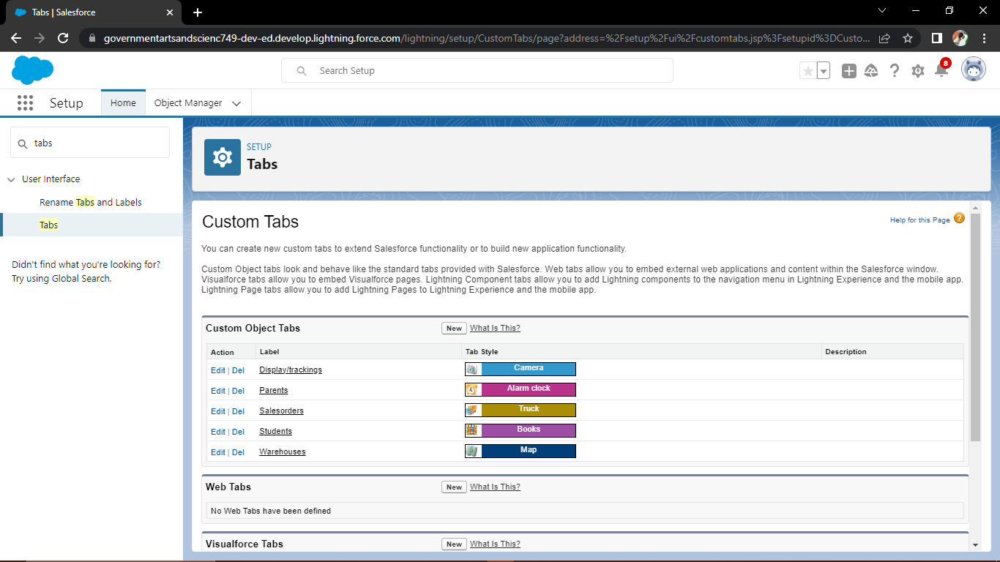 Tabs | Salesforce
governmentartsandscienc749-dev-ed.develop.lightning.force.com/lightning/setup/CustomTabs/page?address=%2Fsetup%2Fui%2Fcustomtabs.jsp%3Fsetupid%3DCusto...
Search Setup
8
Setup
Home
Object Manager
tabs
User Interface
Rename Tabs and Labels
Tabs
Didn't find what you're looking for?
Try using Global Search.
SETUP
Tabs
Custom Tabs
Help for this Page ?
You can create new custom tabs to extend Salesforce functionality or to build new application functionality.
Custom Object tabs look and behave like the standard tabs provided with Salesforce. Web tabs allow you to embed external web applications and content within the Salesforce window.
Visualforce tabs allow you to embed Visualforce pages. Lightning Component tabs allow you to add Lightning components to the navigation menu in Lightning Experience and the mobile app.
Lightning Page tabs allow you to add Lightning Pages to Lightning Experience and the mobile app.
Custom Object Tabs New What Is This?
Action Label Tab Style Description
Edit | Del Display/trackings Camera
Edit | Del Parents Alarm clock
Edit | Del Salesorders Truck
Edit | Del Students Books
Edit | Del Warehouses Map
Web Tabs New What Is This?
No Web Tabs have been defined
Visualforce Tabs New What Is This?